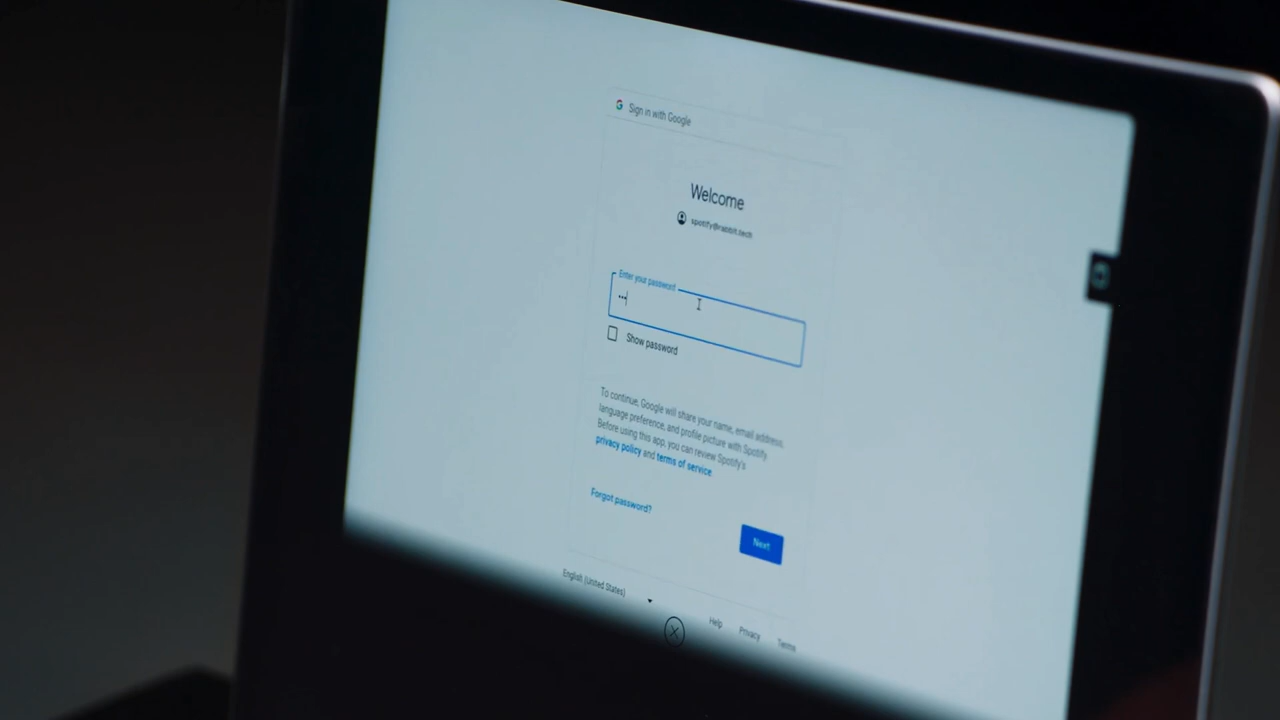 Sign in with Google
Welcome
spotify@rabbit.tech
Enter your password
•••
Show password
To continue, Google will share your name, email address,
language preference, and profile picture with Spotify.
Before using this app, you can review Spotify's
privacy policy and terms of service.
Forgot password?
Next
English (United States)
Help Privacy Terms